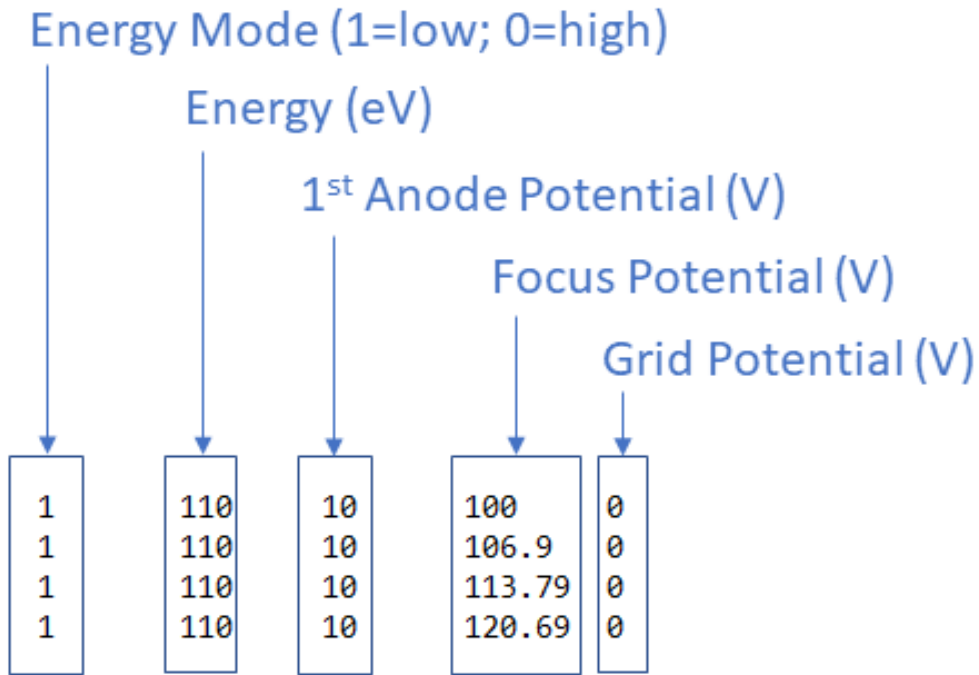 Energy Mode (1=low; 0=high)
Energy (eV)
1st Anode Potential (V)
Focus Potential (V)
Grid Potential (V)
1 110 10 100 0
1 110 10 106.9 0
1 110 10 113.79 0
1 110 10 120.69 0